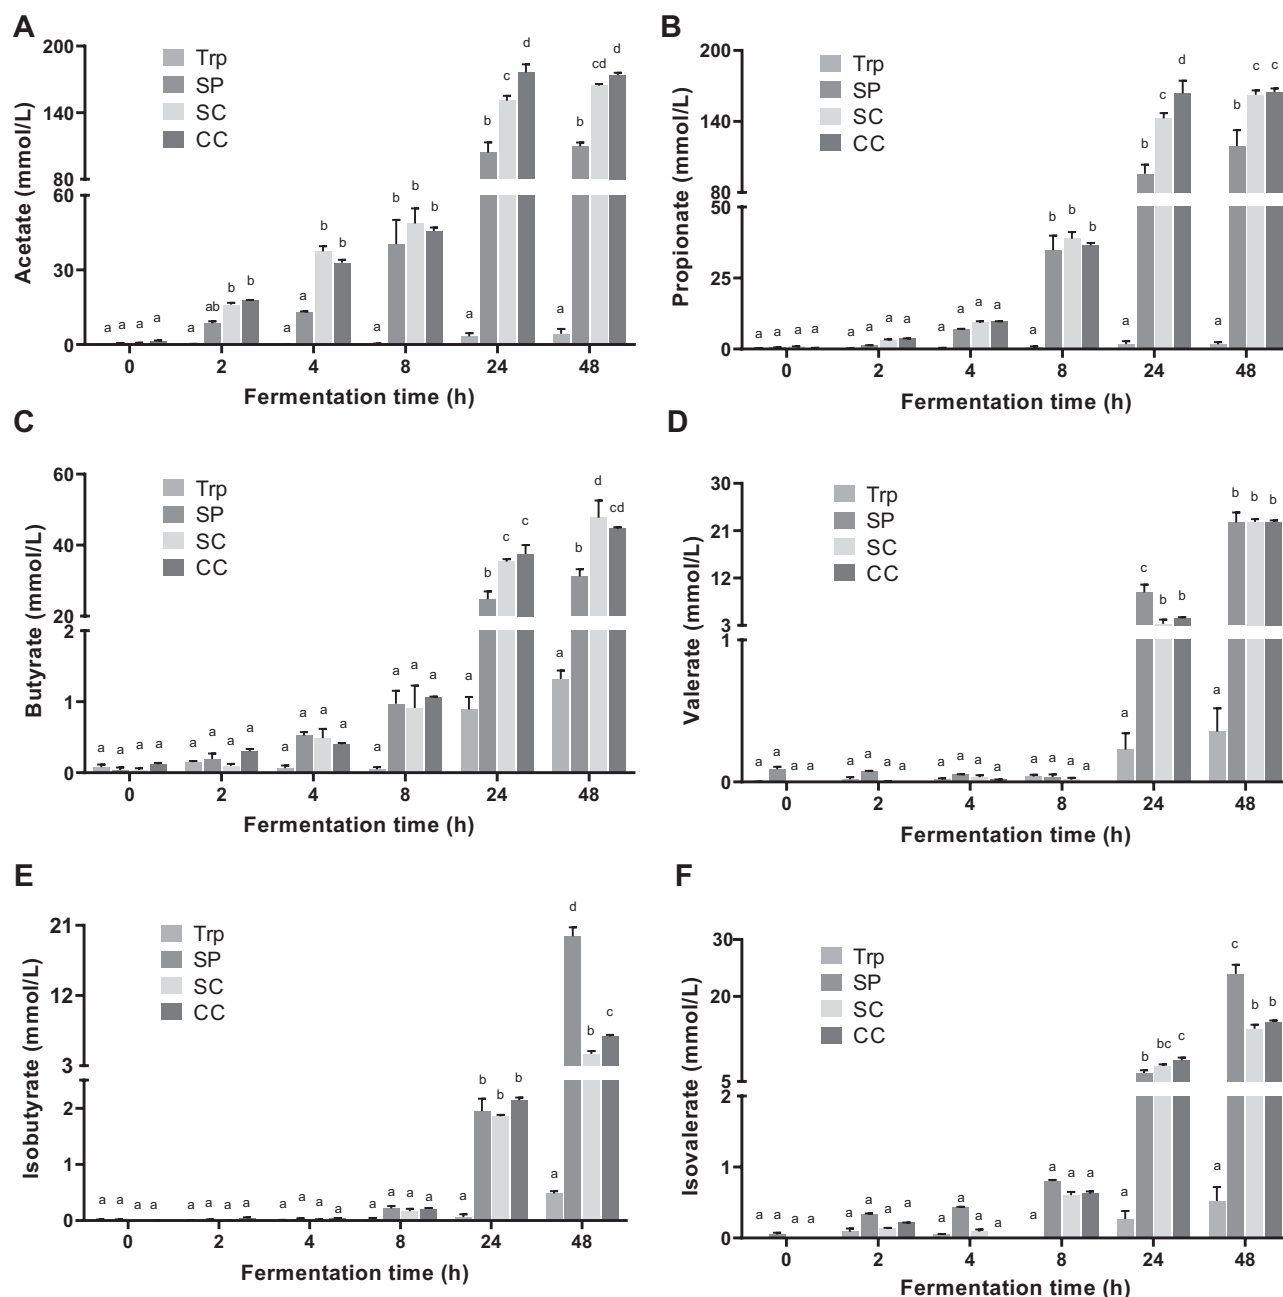 A
Acetate (mmol/L)
200
140
80
60
30
0
Trp
SP
SC
CC
a a a a
a ab b b
a a b b
a b b b
a b c d
a b cd d
0 2 4 8 24 48
Fermentation time (h)
B
Propionate (mmol/L)
200
140
80
50
25
0
Trp
SP
SC
CC
a a a a
a a a a
a a a a
a b b b
a b c d
a b c c
0 2 4 8 24 48
Fermentation time (h)
C
Butyrate (mmol/L)
60
40
20
2
1
0
Trp
SP
SC
CC
a a a a
a a a a
a a a a
a a a a
a b c c
a b d cd
0 2 4 8 24 48
Fermentation time (h)
D
Valerate (mmol/L)
30
21
12
3
1
0
Trp
SP
SC
CC
a a a a
a a a a
a a a a
a a a a
a c b b
a b b b
0 2 4 8 24 48
Fermentation time (h)
E
Isobutyrate (mmol/L)
21
12
3
2
1
0
Trp
SP
SC
CC
a a a a
a a a a
a a a a
a a a a
a b b b
a d b c
0 2 4 8 24 48
Fermentation time (h)
F
Isovalerate (mmol/L)
30
20
5
2
1
0
Trp
SP
SC
CC
a a a a
a a a a
a a a a
a a a a
a b bc c
a c b b
0 2 4 8 24 48
Fermentation time (h)